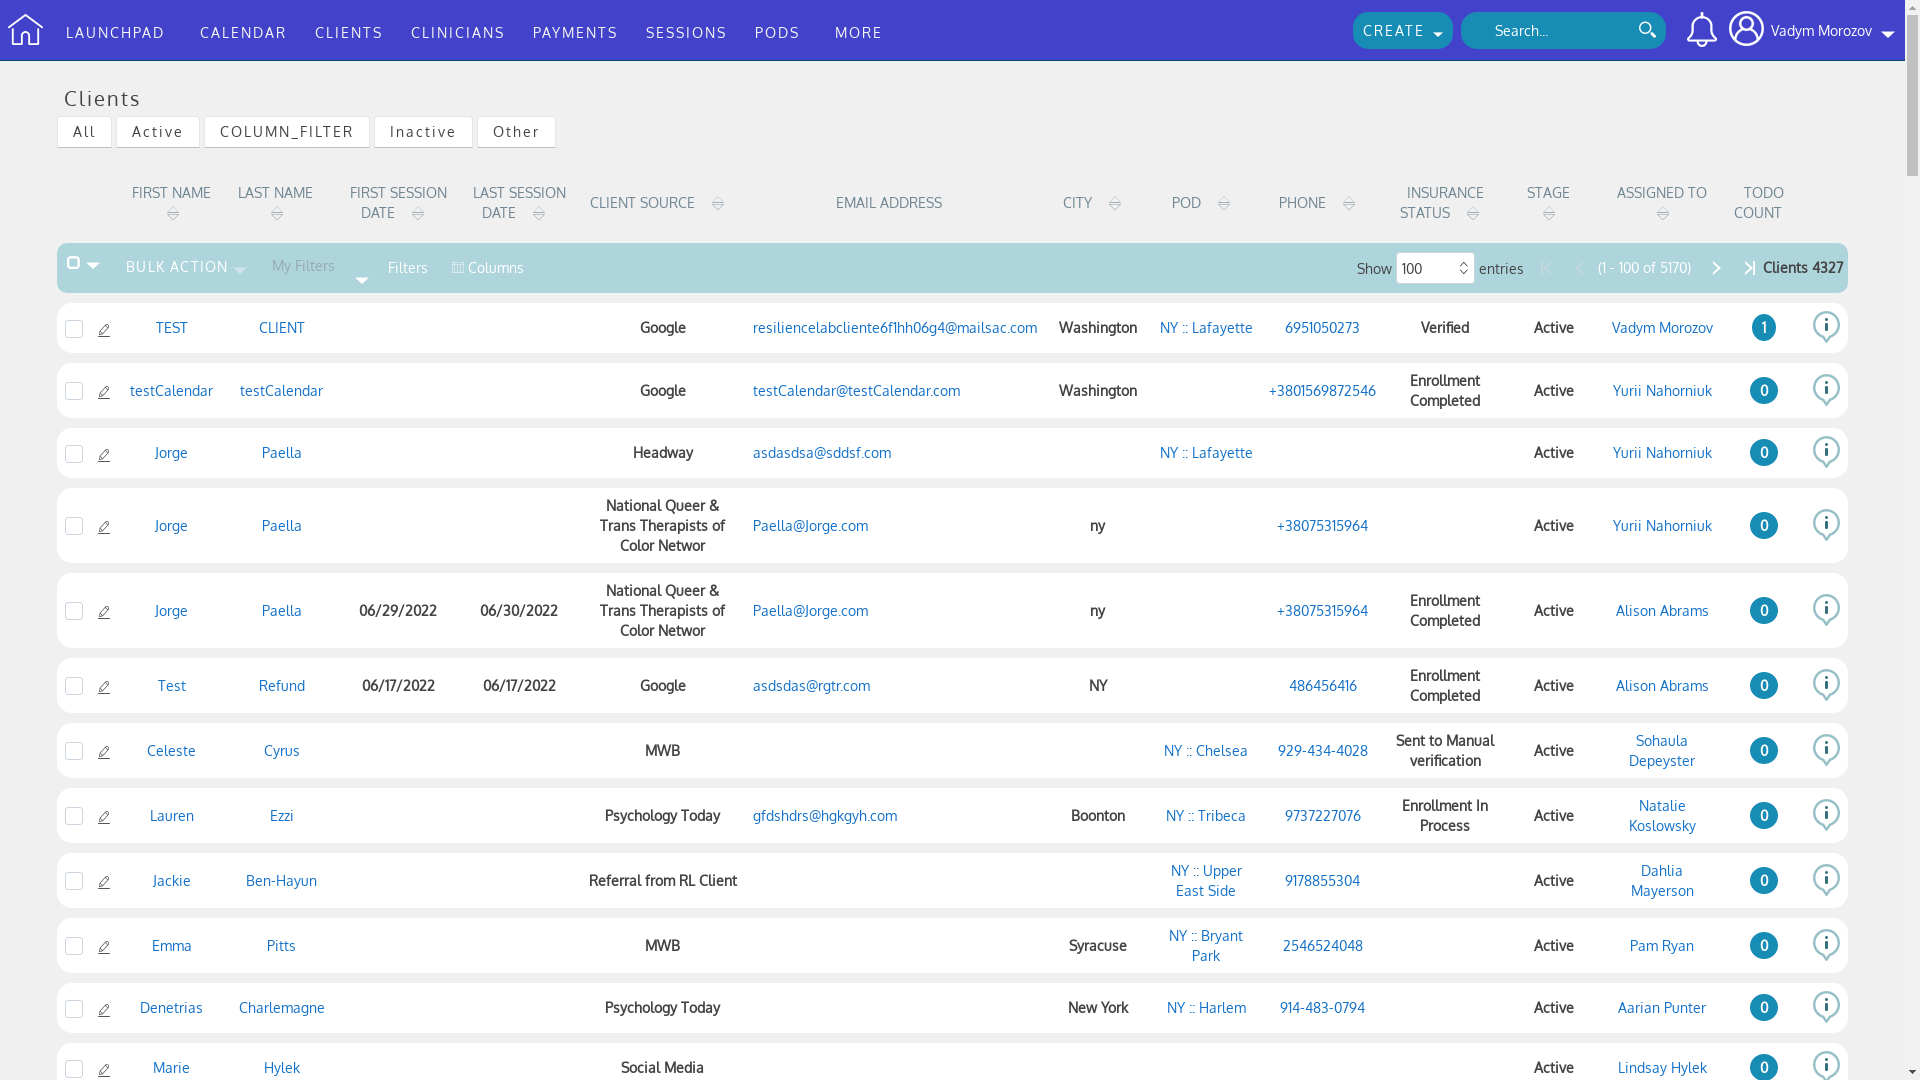 LAUNCHPAD CALENDAR CLIENTS CLINICIANS PAYMENTS SESSIONS PODS MORE CREATE Search... Vadym Morozov
Clients
All Active COLUMN_FILTER Inactive Other
FIRST NAME LAST NAME FIRST SESSION DATE LAST SESSION DATE CLIENT SOURCE EMAIL ADDRESS CITY POD PHONE INSURANCE STATUS STAGE ASSIGNED TO TODO COUNT
BULK ACTION My Filters Filters Columns Show 100 entries (1 - 100 of 5170) Clients 4327
TEST CLIENT Google resiliencelabcliente6f1hh06g4@mailsac.com Washington NY :: Lafayette 6951050273 Verified Active Vadym Morozov 1
testCalendar testCalendar Google testCalendar@testCalendar.com Washington +3801569872546 Enrollment Completed Active Yurii Nahorniuk 0
Jorge Paella Headway asdasdsa@sddsf.com NY :: Lafayette Active Yurii Nahorniuk 0
Jorge Paella National Queer & Trans Therapists of Color Networ Paella@Jorge.com ny +38075315964 Active Yurii Nahorniuk 0
Jorge Paella 06/29/2022 06/30/2022 National Queer & Trans Therapists of Color Networ Paella@Jorge.com ny +38075315964 Enrollment Completed Active Alison Abrams 0
Test Refund 06/17/2022 06/17/2022 Google asdsdas@rgtr.com NY 486456416 Enrollment Completed Active Alison Abrams 0
Celeste Cyrus MWB NY :: Chelsea 929-434-4028 Sent to Manual verification Active Sohaula Depeyster 0
Lauren Ezzi Psychology Today gfdshdrs@hgkgyh.com Boonton NY :: Tribeca 9737227076 Enrollment In Process Active Natalie Koslowsky 0
Jackie Ben-Hayun Referral from RL Client NY :: Upper East Side 9178855304 Active Dahlia Mayerson 0
Emma Pitts MWB Syracuse NY :: Bryant Park 2546524048 Active Pam Ryan 0
Denetrias Charlemagne Psychology Today New York NY :: Harlem 914-483-0794 Active Aarian Punter 0
Marie Hylek Social Media Active Lindsay Hylek 0